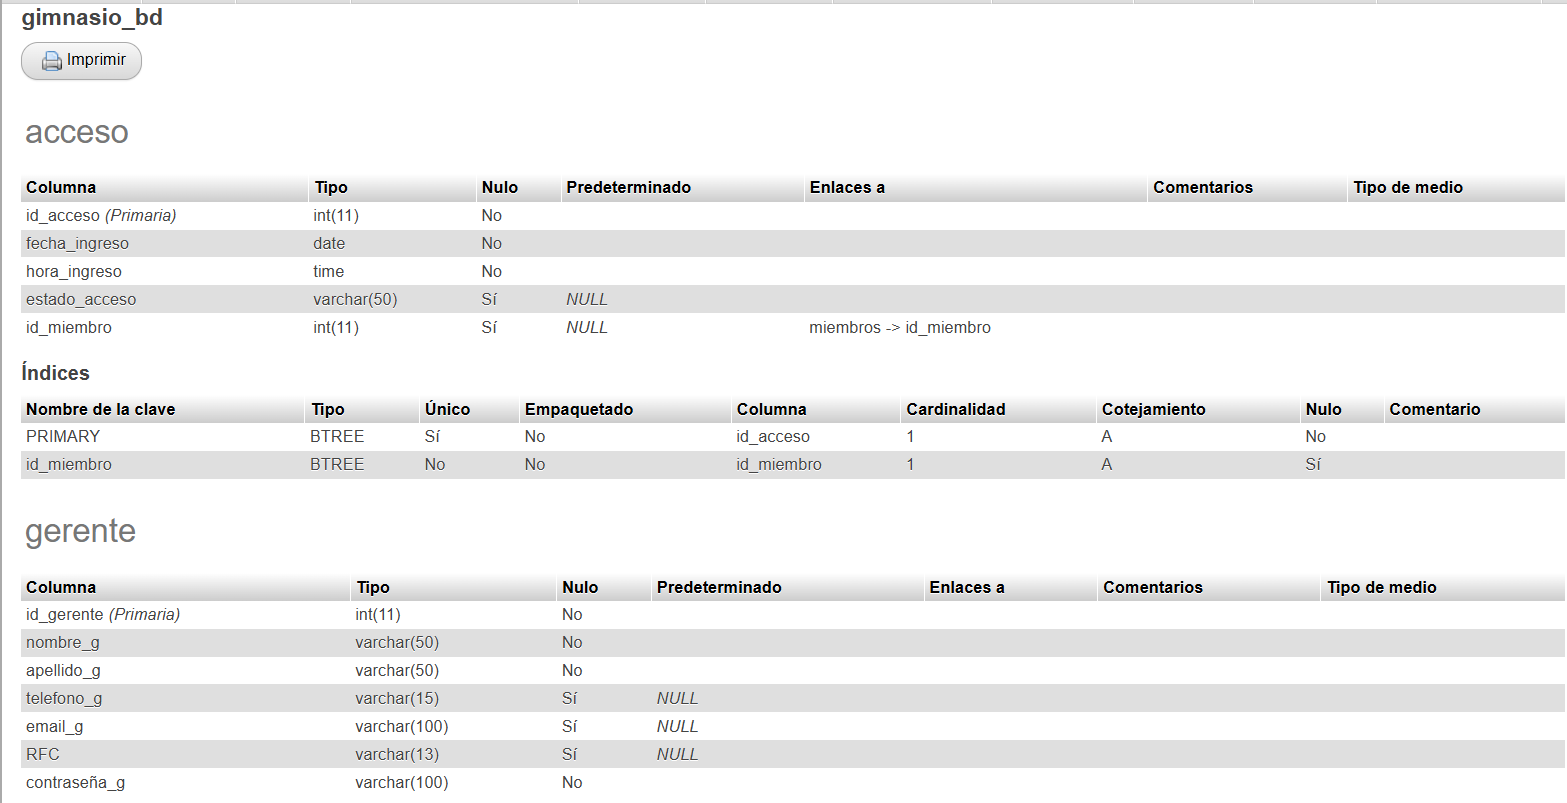 gimnasio_bd
Imprimir
acceso
Columna Tipo Nulo Predeterminado Enlaces a Comentarios Tipo de medio
id_acceso (Primaria) int(11) No
fecha_ingreso date No
hora_ingreso time No
estado_acceso varchar(50) Sí NULL
id_miembro int(11) Sí NULL miembros -> id_miembro
Índices
Nombre de la clave Tipo Único Empaquetado Columna Cardinalidad Cotejamiento Nulo Comentario
PRIMARY BTREE Sí No id_acceso 1 A No
id_miembro BTREE No No id_miembro 1 A Sí
gerente
Columna Tipo Nulo Predeterminado Enlaces a Comentarios Tipo de medio
id_gerente (Primaria) int(11) No
nombre_g varchar(50) No
apellido_g varchar(50) No
telefono_g varchar(15) Sí NULL
email_g varchar(100) Sí NULL
RFC varchar(13) Sí NULL
contraseña_g varchar(100) No